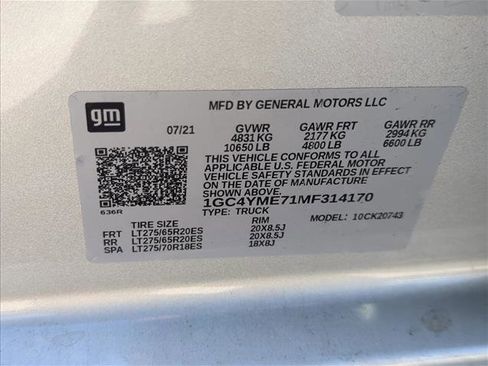 gm
MFD BY GENERAL MOTORS LLC
07/21 GVWR GAWR FRT GAWR RR
4831 KG 2177 KG 2994 KG
10650 LB 4800 LB 6600 LB
THIS VEHICLE CONFORMS TO ALL
APPLICABLE U.S. FEDERAL MOTOR
VEHICLE SAFETY STANDARDS IN EFFECT
ON THE DATE OF MANUFACTURE SHOWN ABOVE.
1GC4YME71MF314170
636R TYPE: TRUCK MODEL: 10CK20743
TIRE SIZE RIM
FRT LT275/65R20ES 20X8.5J
RR LT275/65R20ES 20X8.5J
SPA LT275/70R18ES 18X8J